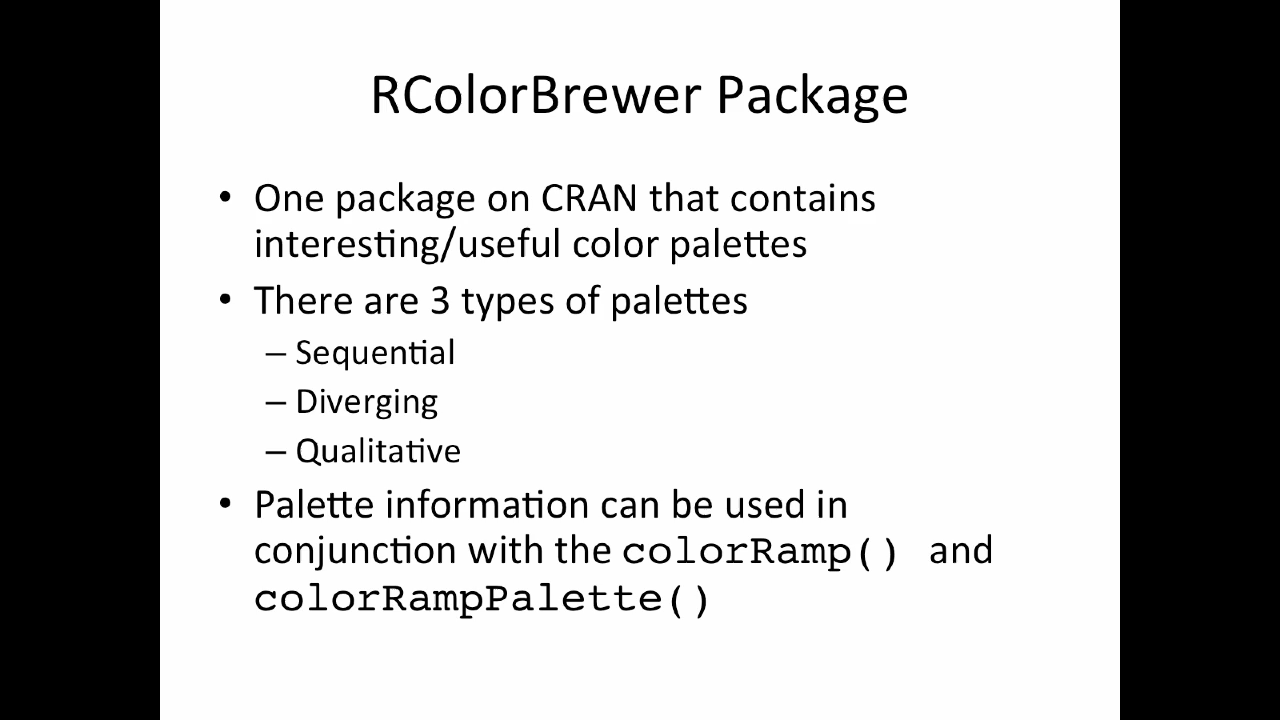 RColorBrewer Package
• One package on CRAN that contains
interesting/useful color palettes
• There are 3 types of palettes
– Sequential
– Diverging
– Qualitative
• Palette information can be used in
conjunction with the colorRamp() and
colorRampPalette()